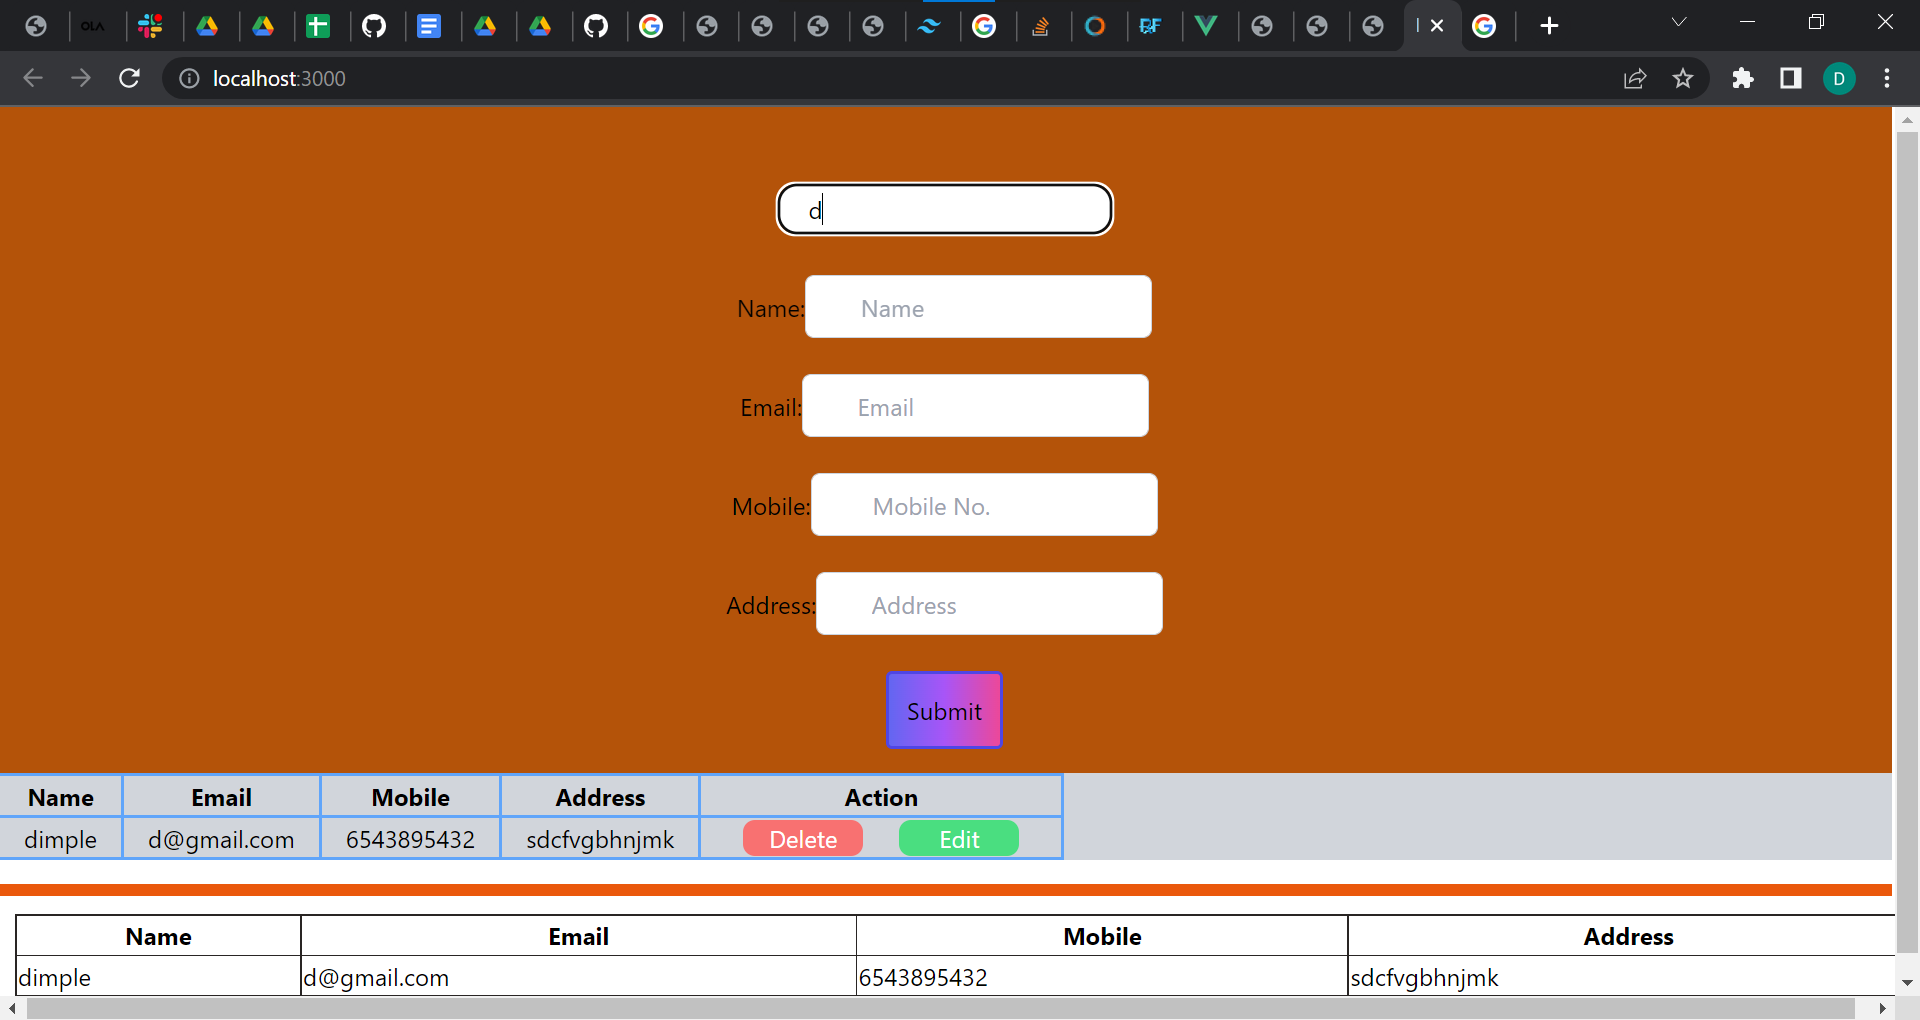 OLA
RF
localhost:3000
D
d
Name: Name
Email: Email
Mobile: Mobile No.
Address: Address
Submit
Name Email Mobile Address Action
dimple d@gmail.com 6543895432 sdcfvgbhnjmk Delete Edit
Name Email Mobile Address
dimple d@gmail.com 6543895432 sdcfvgbhnjmk